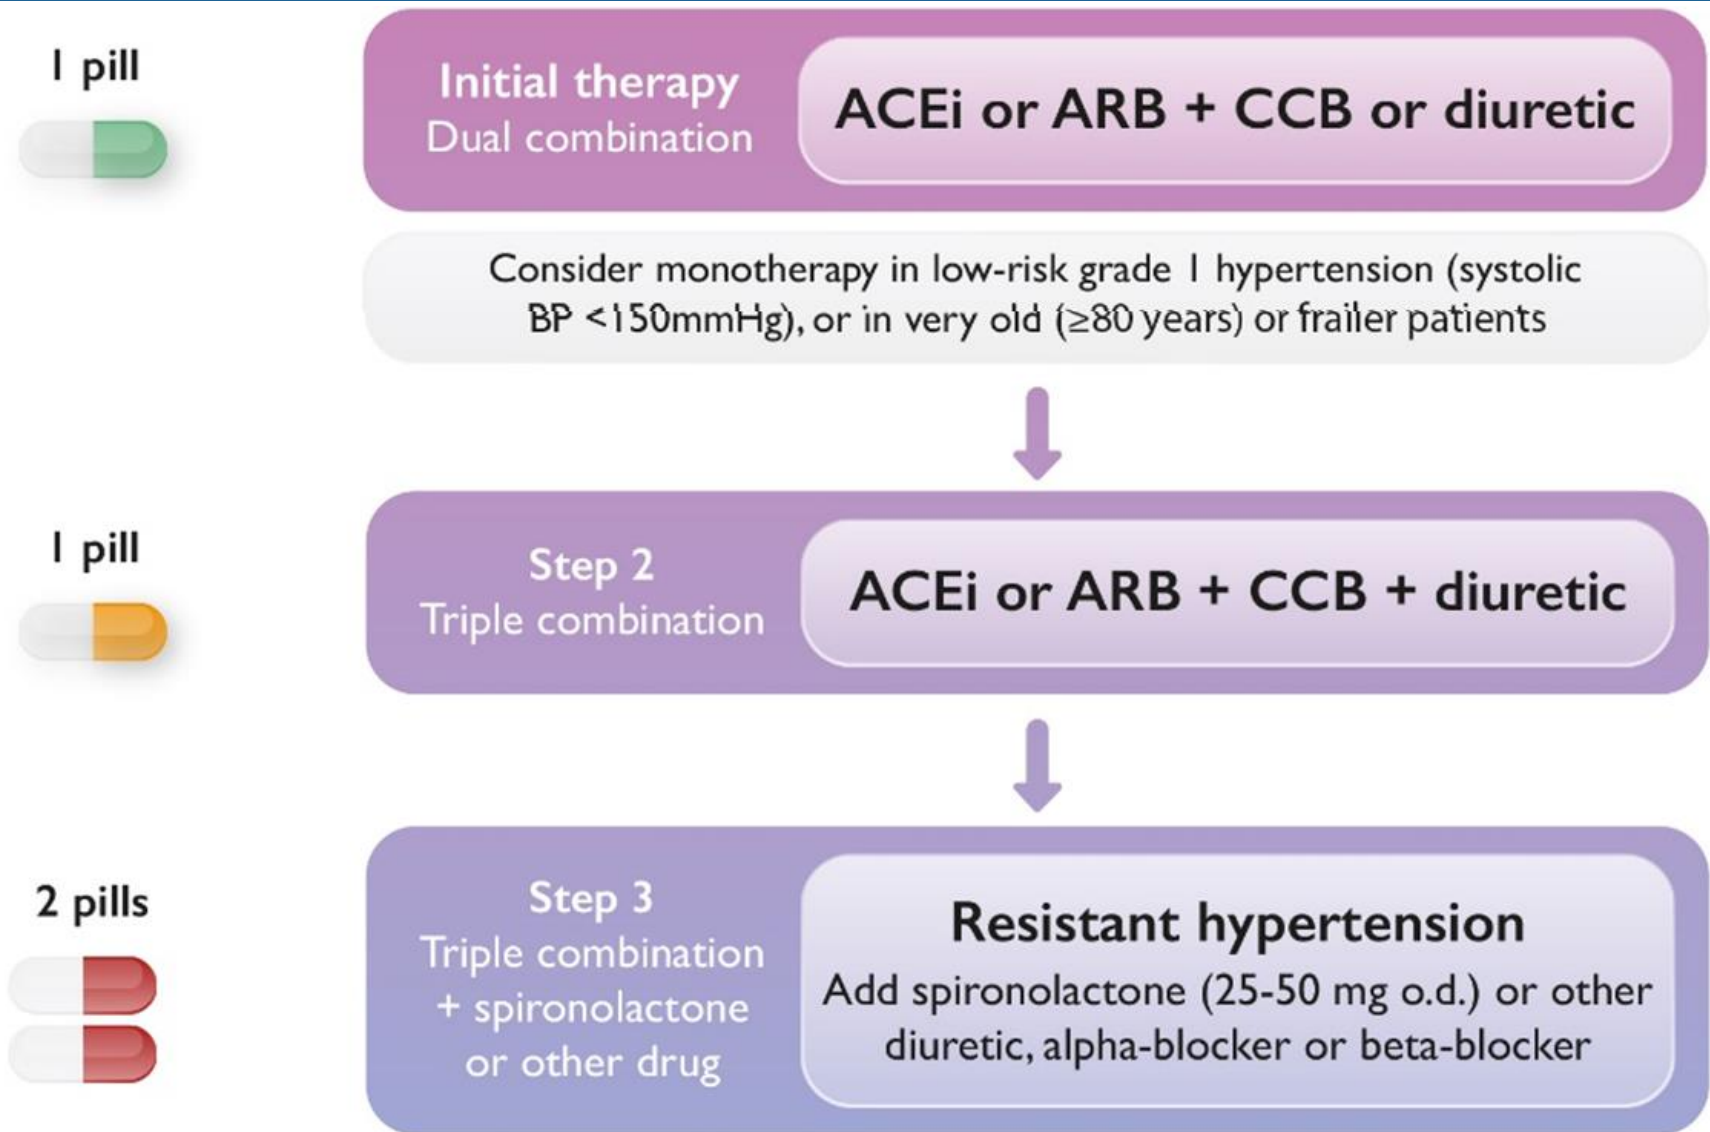 1 pill
Initial therapy
Dual combination
ACEi or ARB + CCB or diuretic
Consider monotherapy in low-risk grade 1 hypertension (systolic
BP <150mmHg), or in very old (≥80 years) or frailer patients
1 pill
Step 2
Triple combination
ACEi or ARB + CCB + diuretic
2 pills
Step 3
Triple combination
+ spironolactone
or other drug
Resistant hypertension
Add spironolactone (25-50 mg o.d.) or other
diuretic, alpha-blocker or beta-blocker